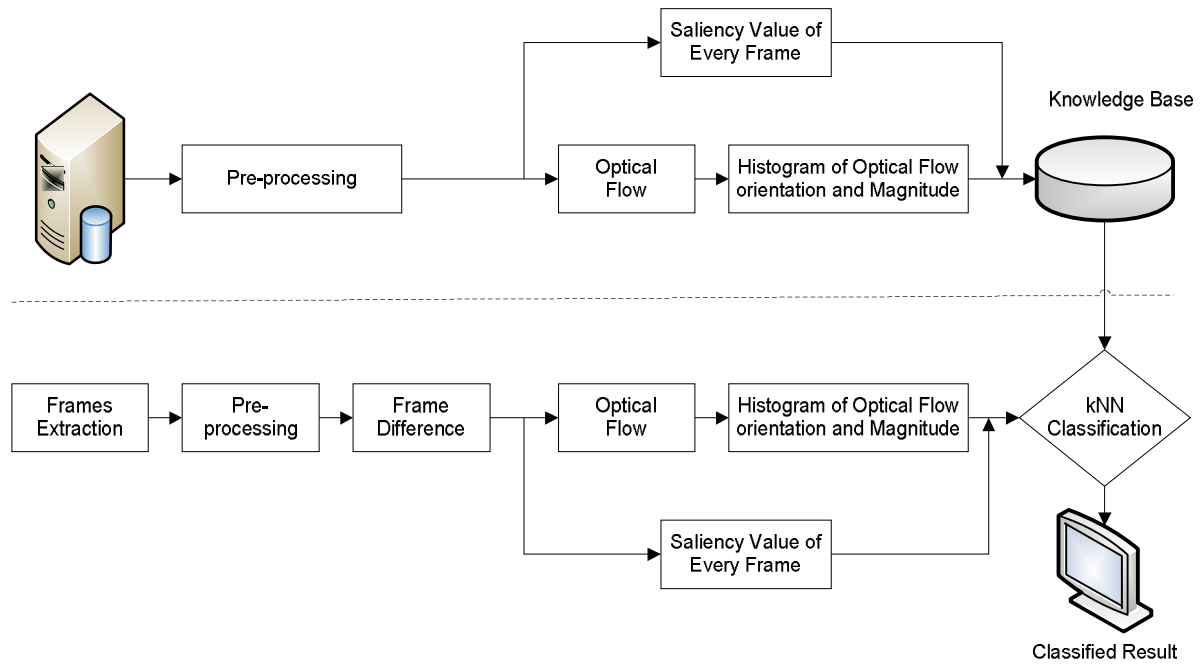 Saliency Value of
Every Frame
Knowledge Base
Pre-processing
Optical
Flow
Histogram of Optical Flow
orientation and Magnitude
Frames
Extraction
Pre-
processing
Frame
Difference
Optical
Flow
Histogram of Optical Flow
orientation and Magnitude
kNN
Classification
Saliency Value of
Every Frame
Classified Result